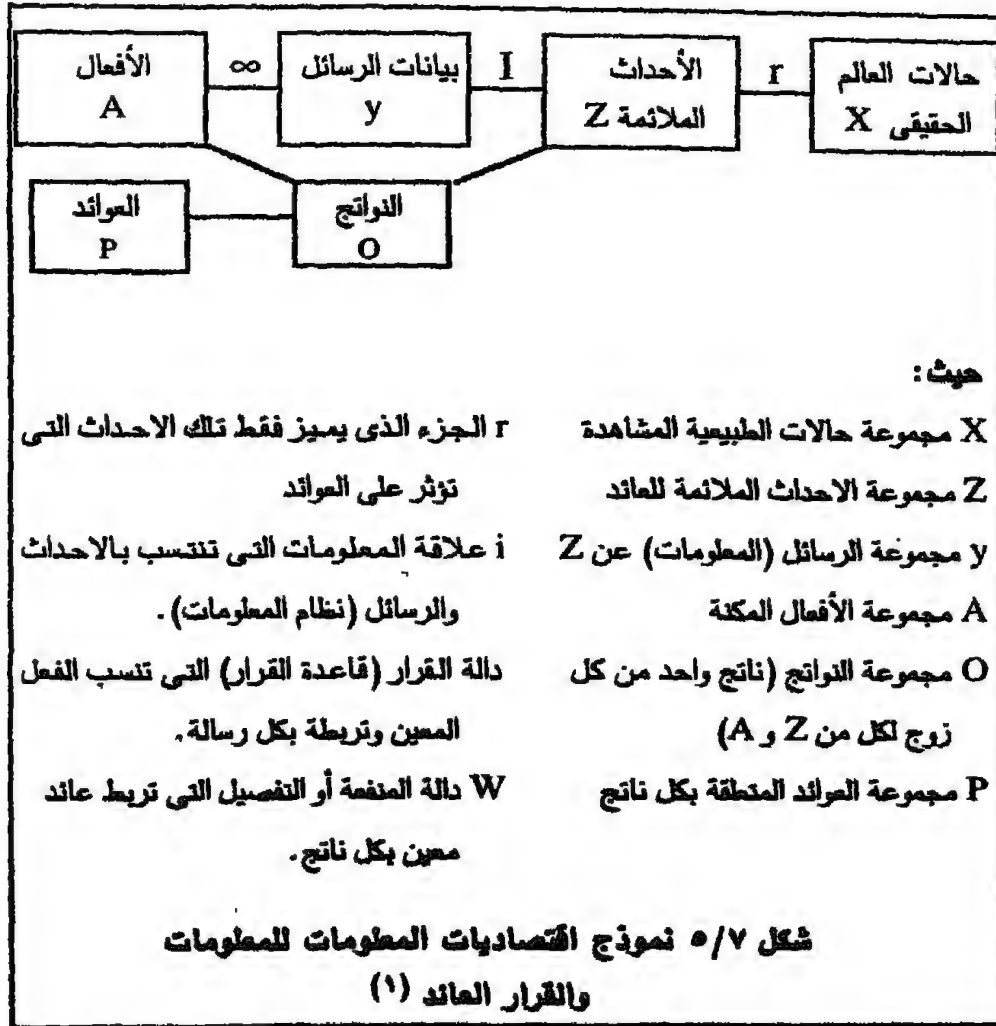 حالات العالم
الحقيقى X
r
الأحداث
الملائمة Z
I
بيانات الرسائل
y
∞
الأفعال
A
النواتج
O
العوائد
P
حيث:
X مجموعة حالات الطبيعية المشاهدة
Z مجموعة الاحداث الملائمة للعائد
y مجموعة الرسائل (المعلومات) عن Z
A مجموعة الأفعال المكنة
O مجموعة النواتج (ناتج واحد من كل
زوج لكل من Z و A)
P مجموعة العوائد المتطقة بكل ناتج
r الجزء الذى يميز فقط تلك الاحداث التى
تؤثر على العوائد
i علاقة المعلومات التى تنتسب بالاحداث
والرسائل (نظام المعلومات).
دالة القرار (قاعدة القرار) التى تنسب الفعل
المعين وتربطة بكل رسالة.
W دالة المنفعة أو التفصيل التى تربط عائد
معين بكل ناتج.
شكل ٥/٧ نموذج اقتصاديات المعلومات للمعلومات
والقرار العائد (١)